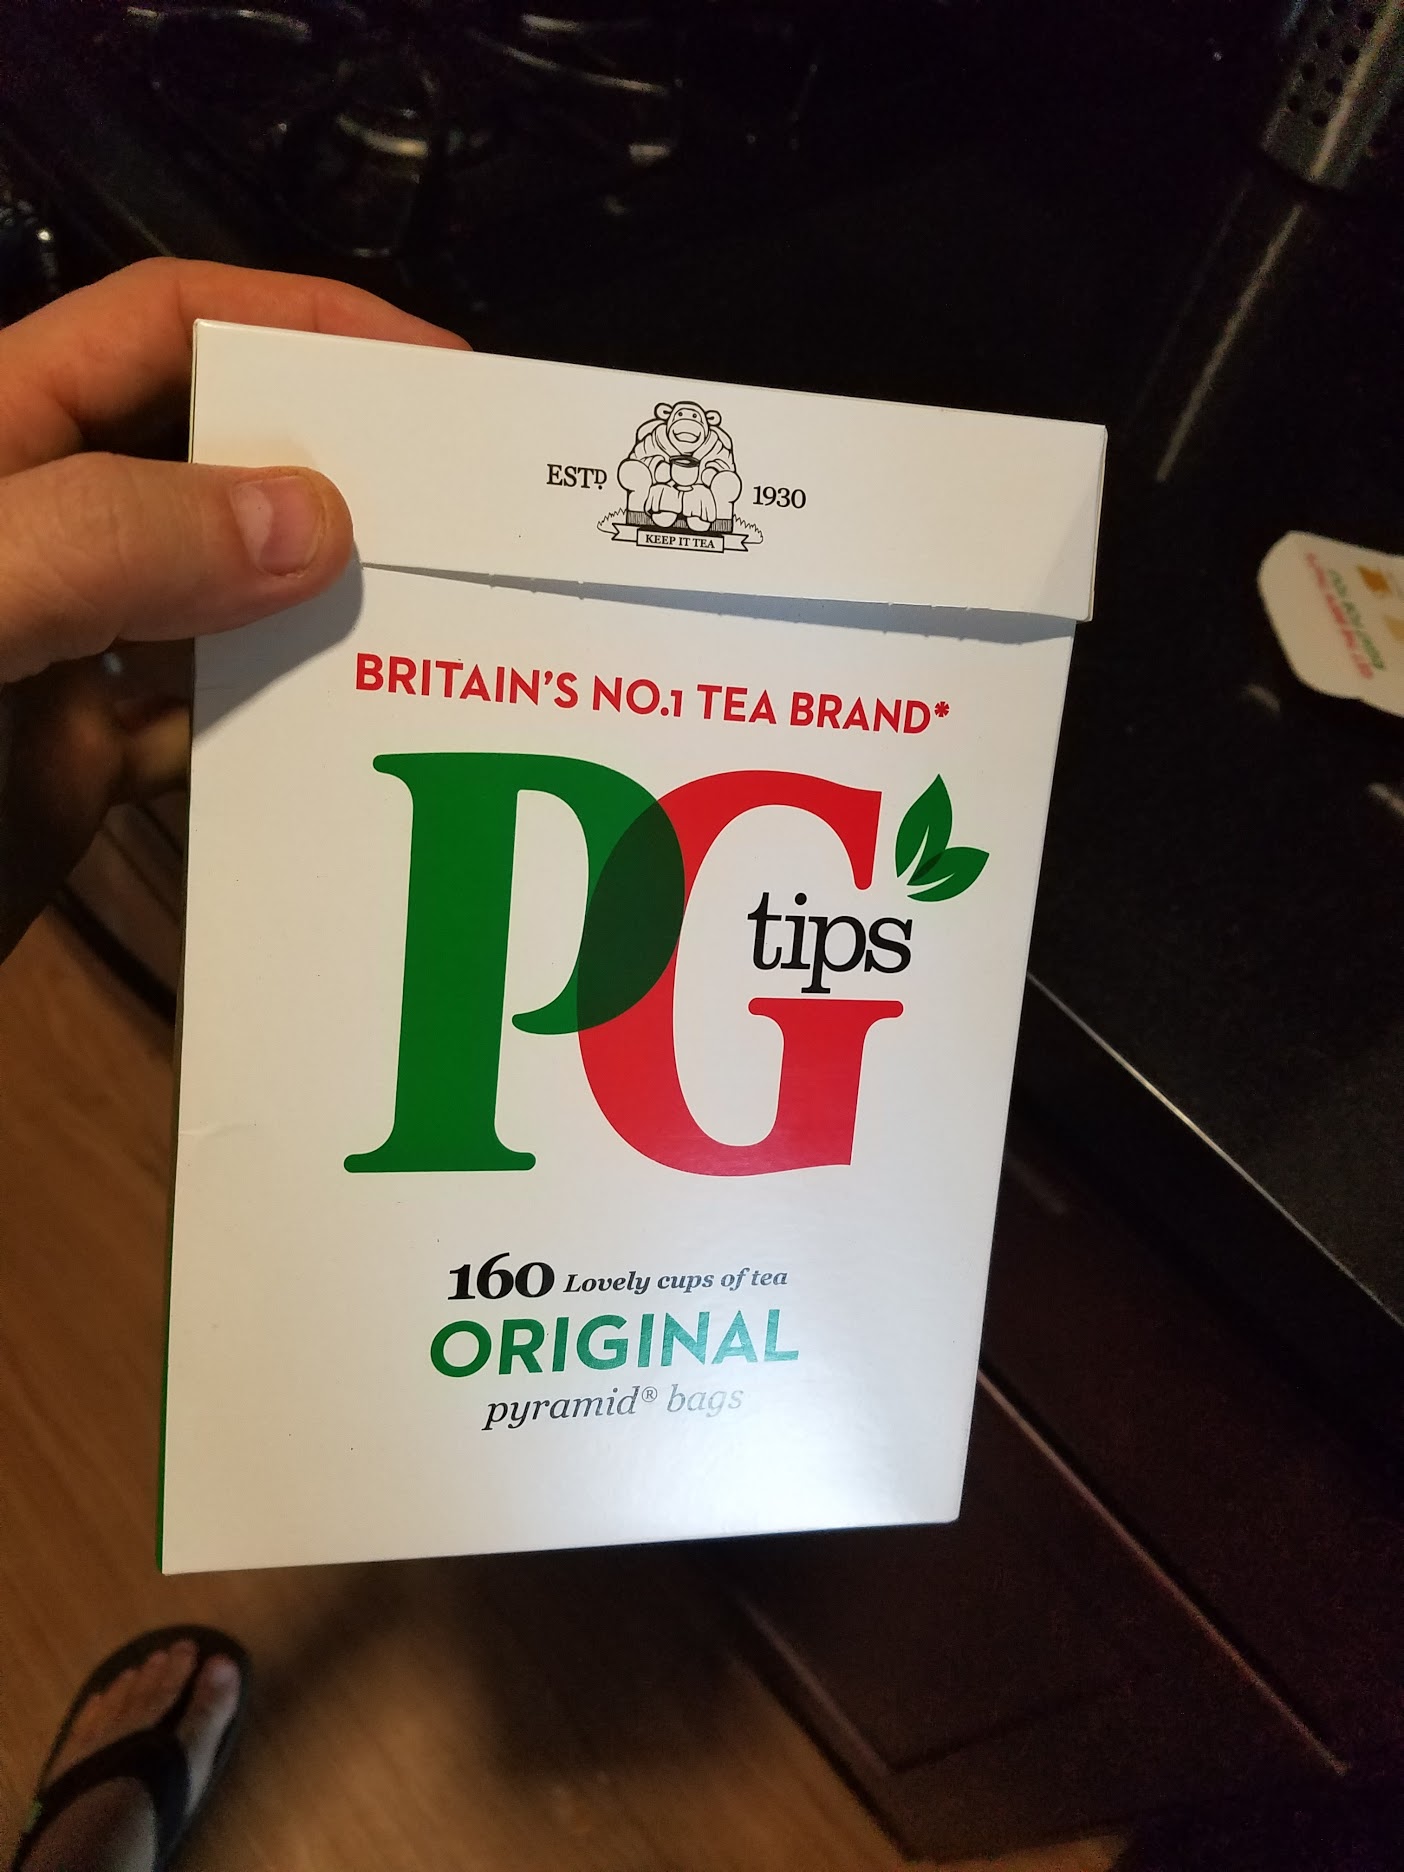 ESTD. 1930
KEEP IT TEA
BRITAIN'S NO.1 TEA BRAND*
PG
tips
160 Lovely cups of tea
ORIGINAL
pyramid® bags